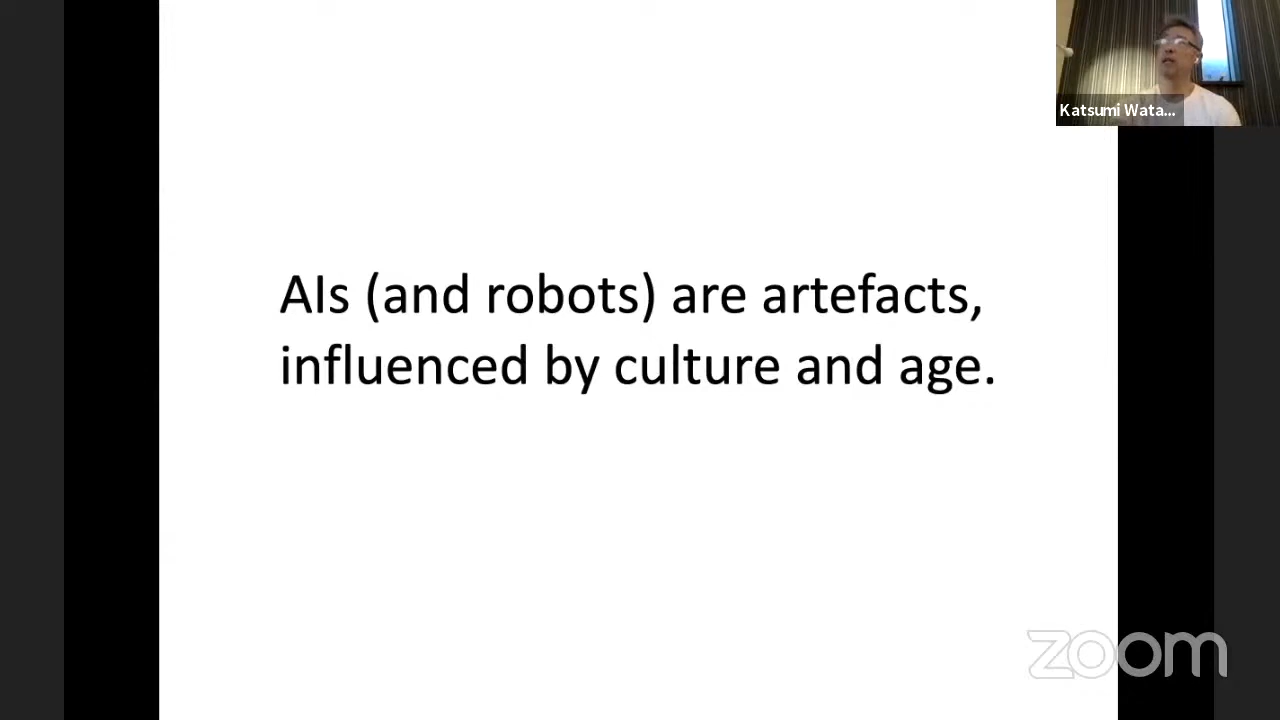 Katsumi Wata...
AIs (and robots) are artefacts,
influenced by culture and age.
zoom